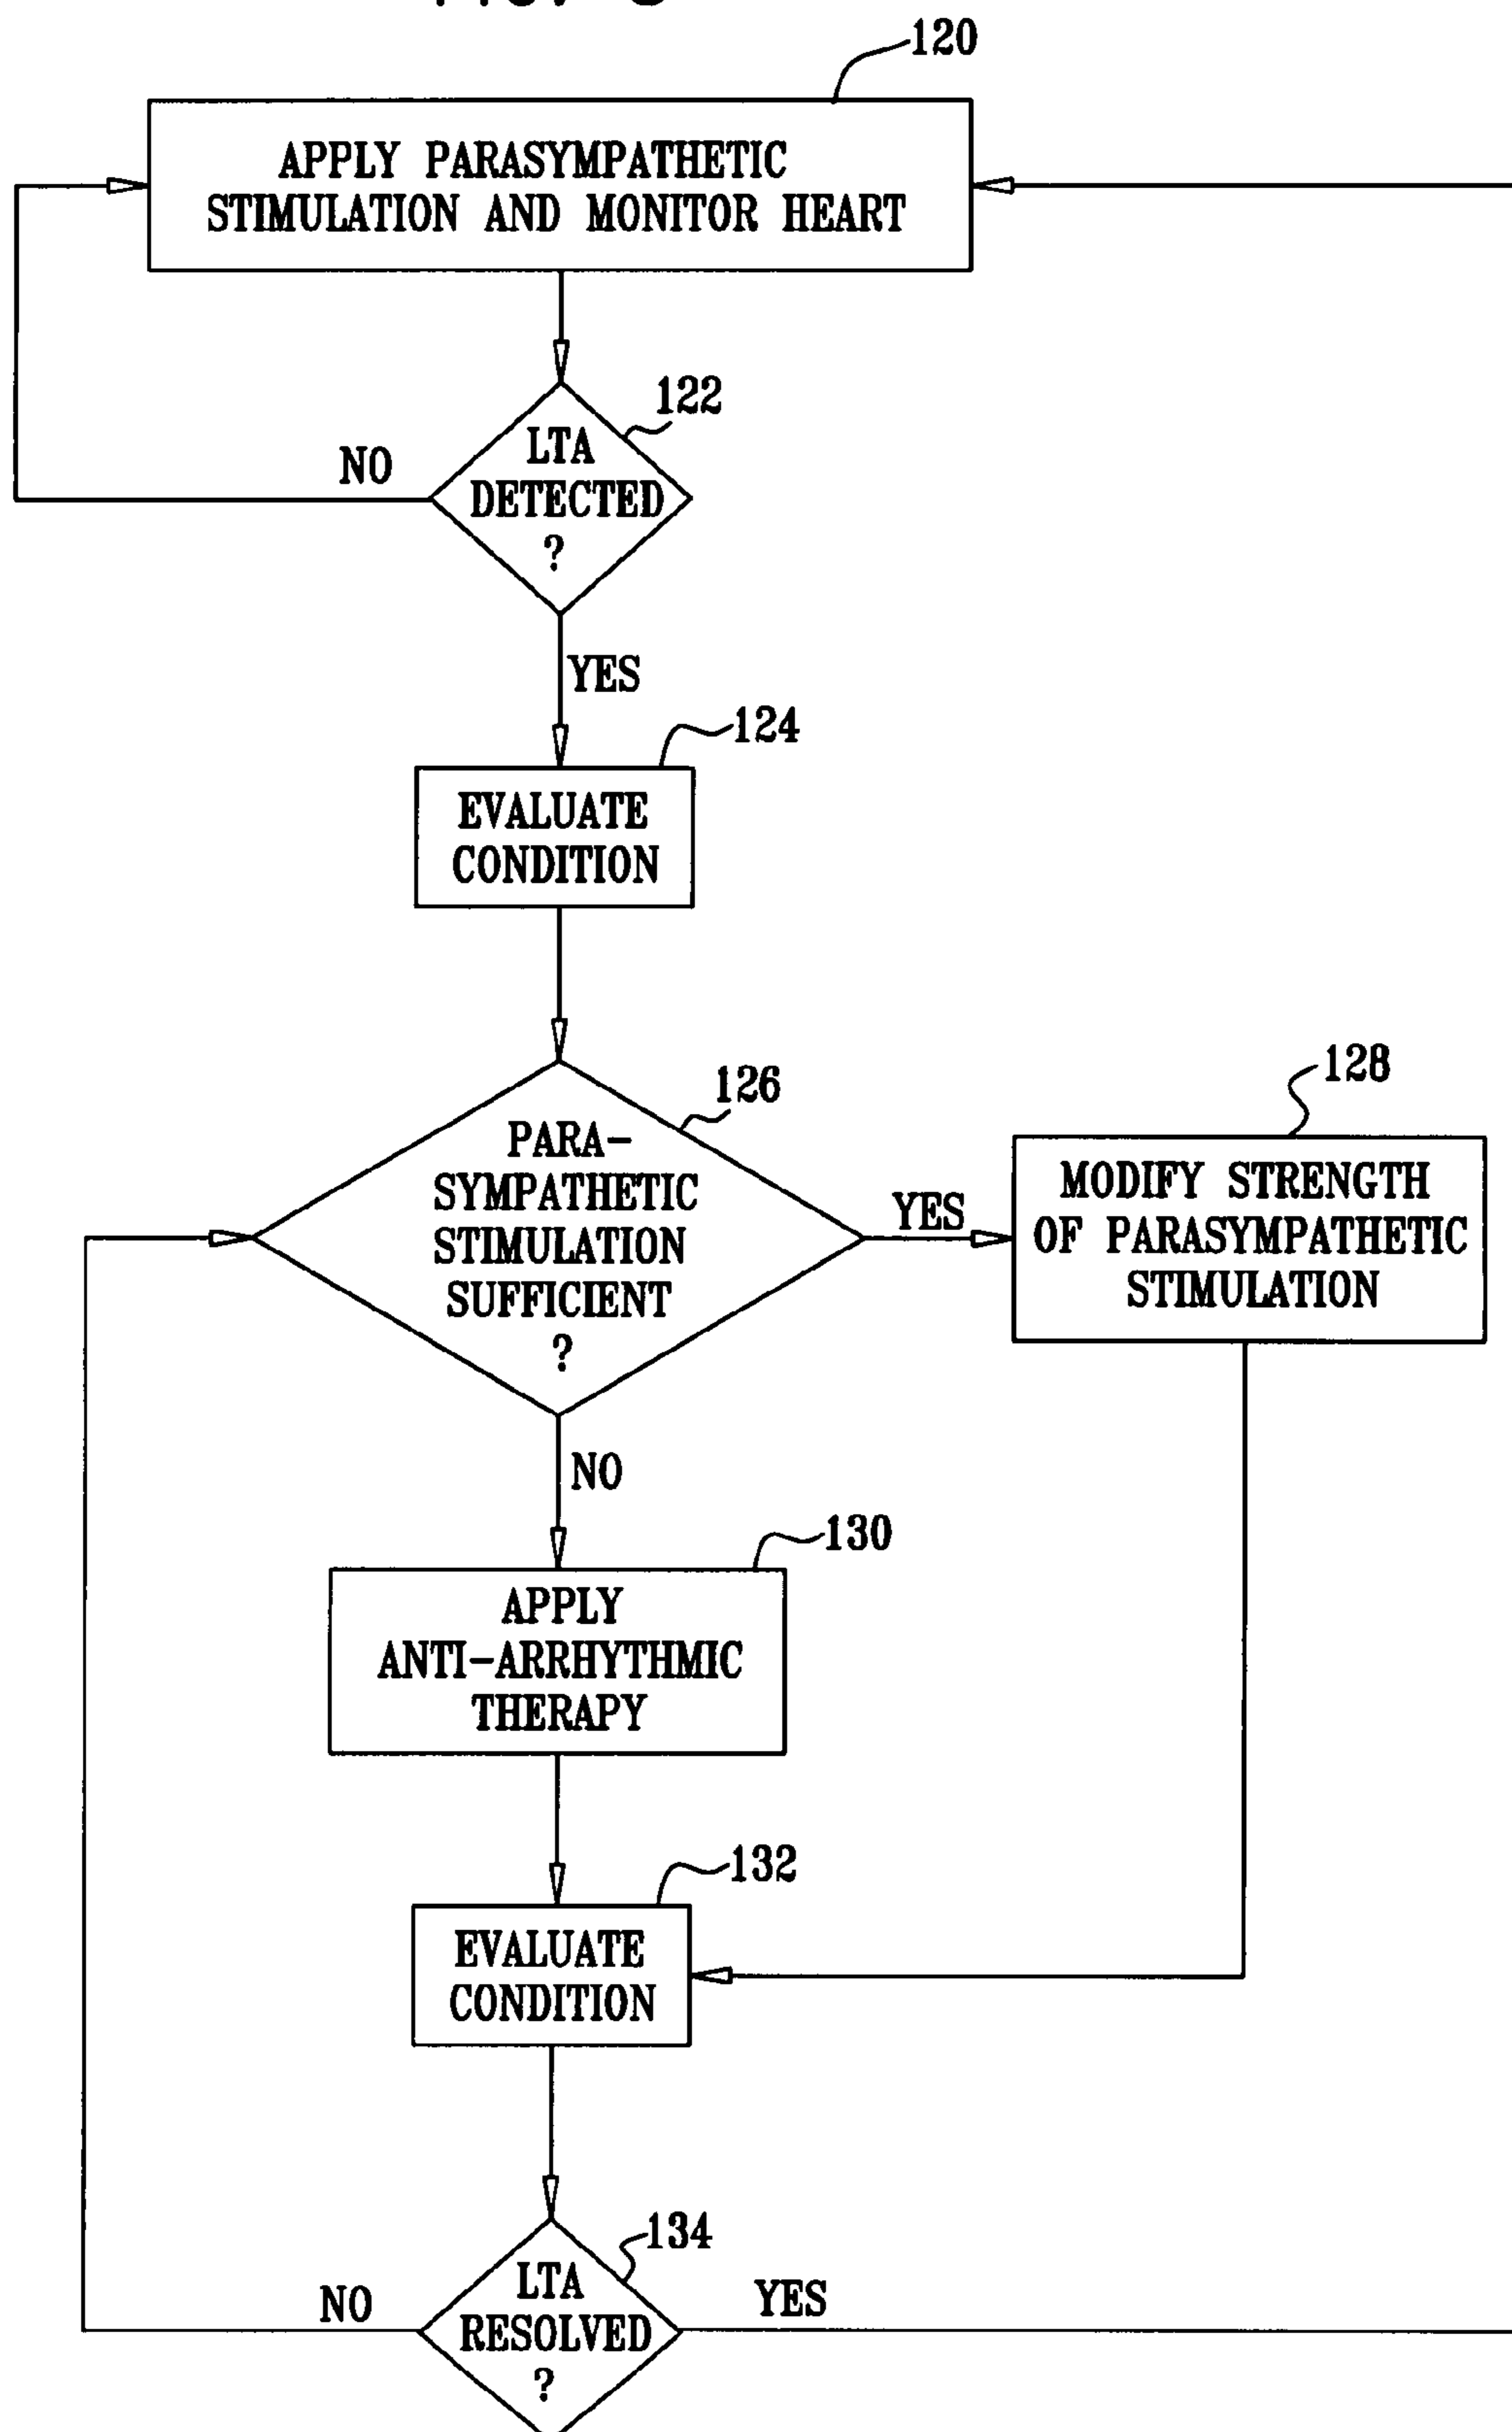 120
APPLY PARASYMPATHETIC
STIMULATION AND MONITOR HEART
122
LTA
DETECTED
?
NO
YES
124
EVALUATE
CONDITION
126
PARA-
SYMPATHETIC
STIMULATION
SUFFICIENT
?
YES
128
MODIFY STRENGTH
OF PARASYMPATHETIC
STIMULATION
NO
130
APPLY
ANTI-ARRHYTHMIC
THERAPY
132
EVALUATE
CONDITION
134
LTA
RESOLVED
?
NO
YES